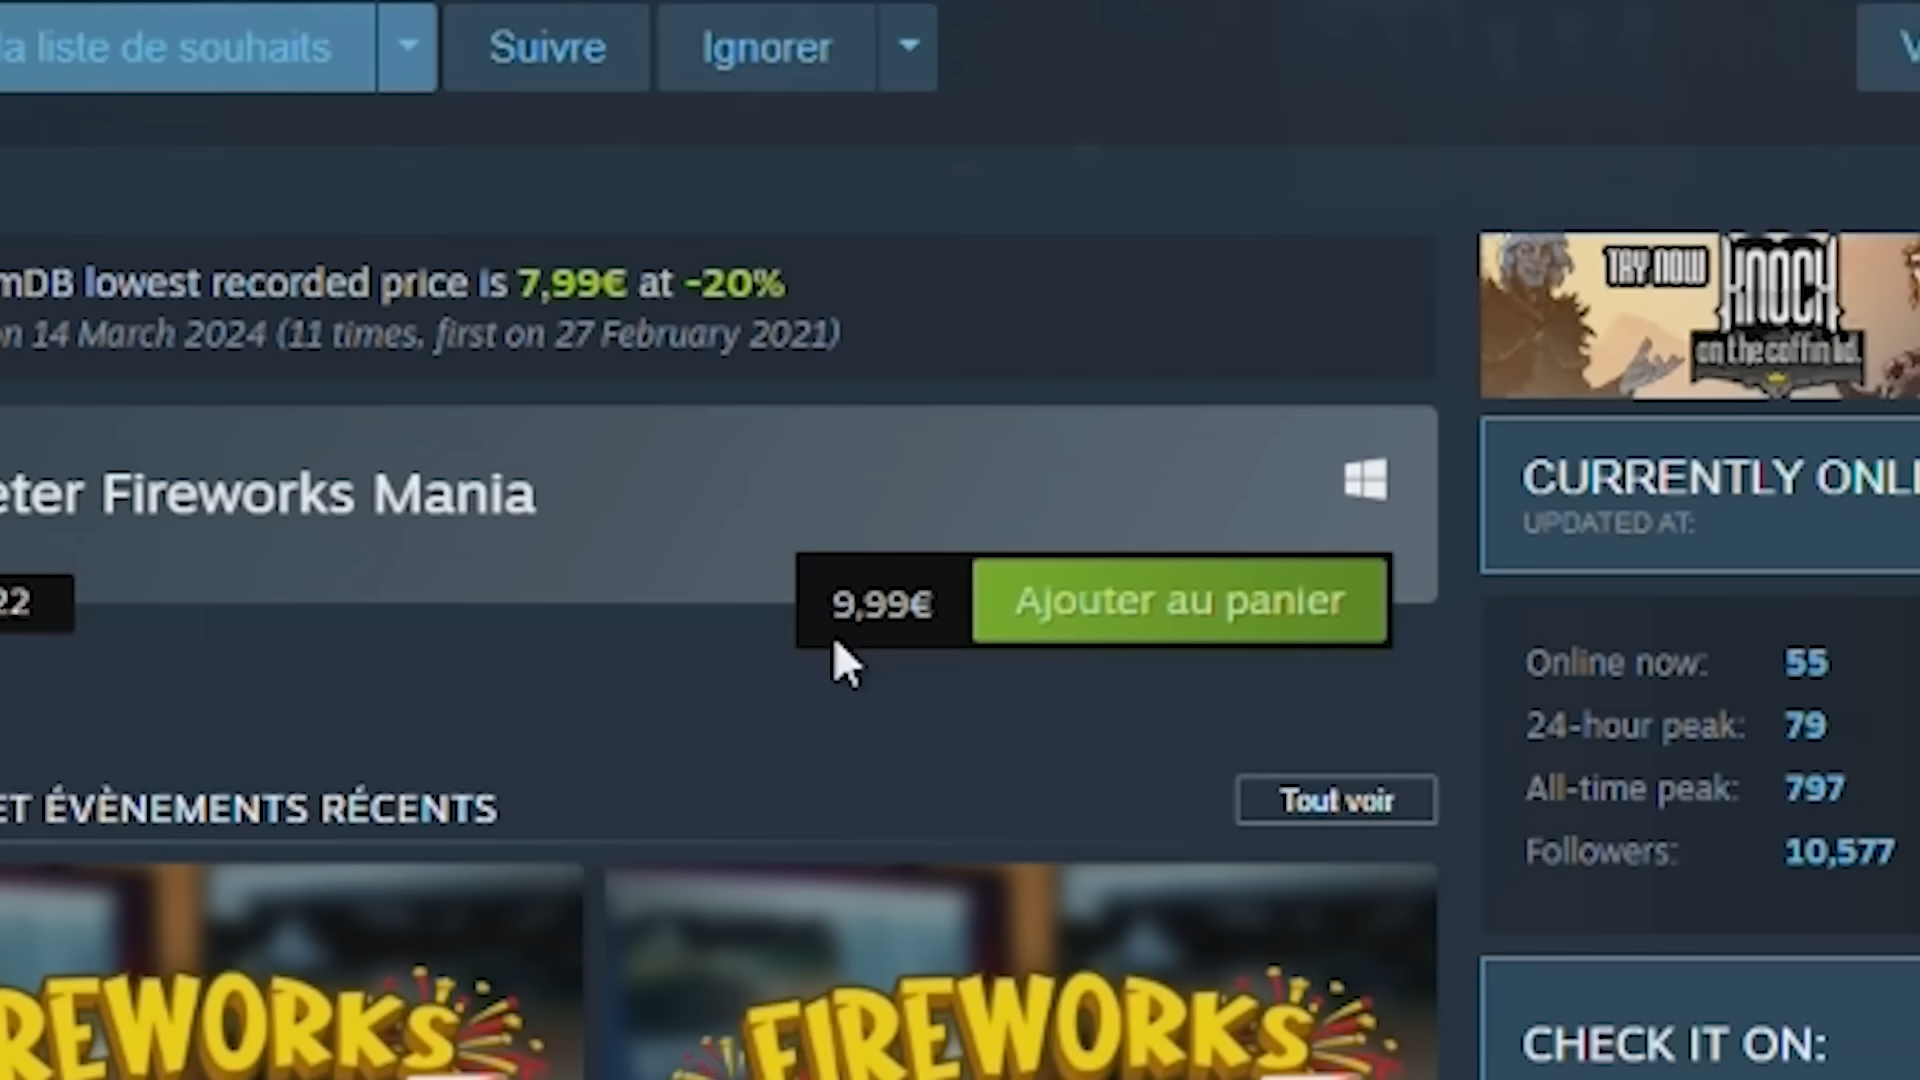 la liste de souhaits
Suivre
Ignorer
mDB lowest recorded price is 7,99€ at -20%
on 14 March 2024 (11 times, first on 27 February 2021)
TRY NOW
KNOCK
on the coffin lid.
eter Fireworks Mania
22
9,99€
Ajouter au panier
CURRENTLY ONLI
UPDATED AT:
Online now: 55
24-hour peak: 79
All-time peak: 797
Followers: 10,577
ET ÉVÈNEMENTS RÉCENTS
Tout voir
REWORKS
FIREWORKS
CHECK IT ON: